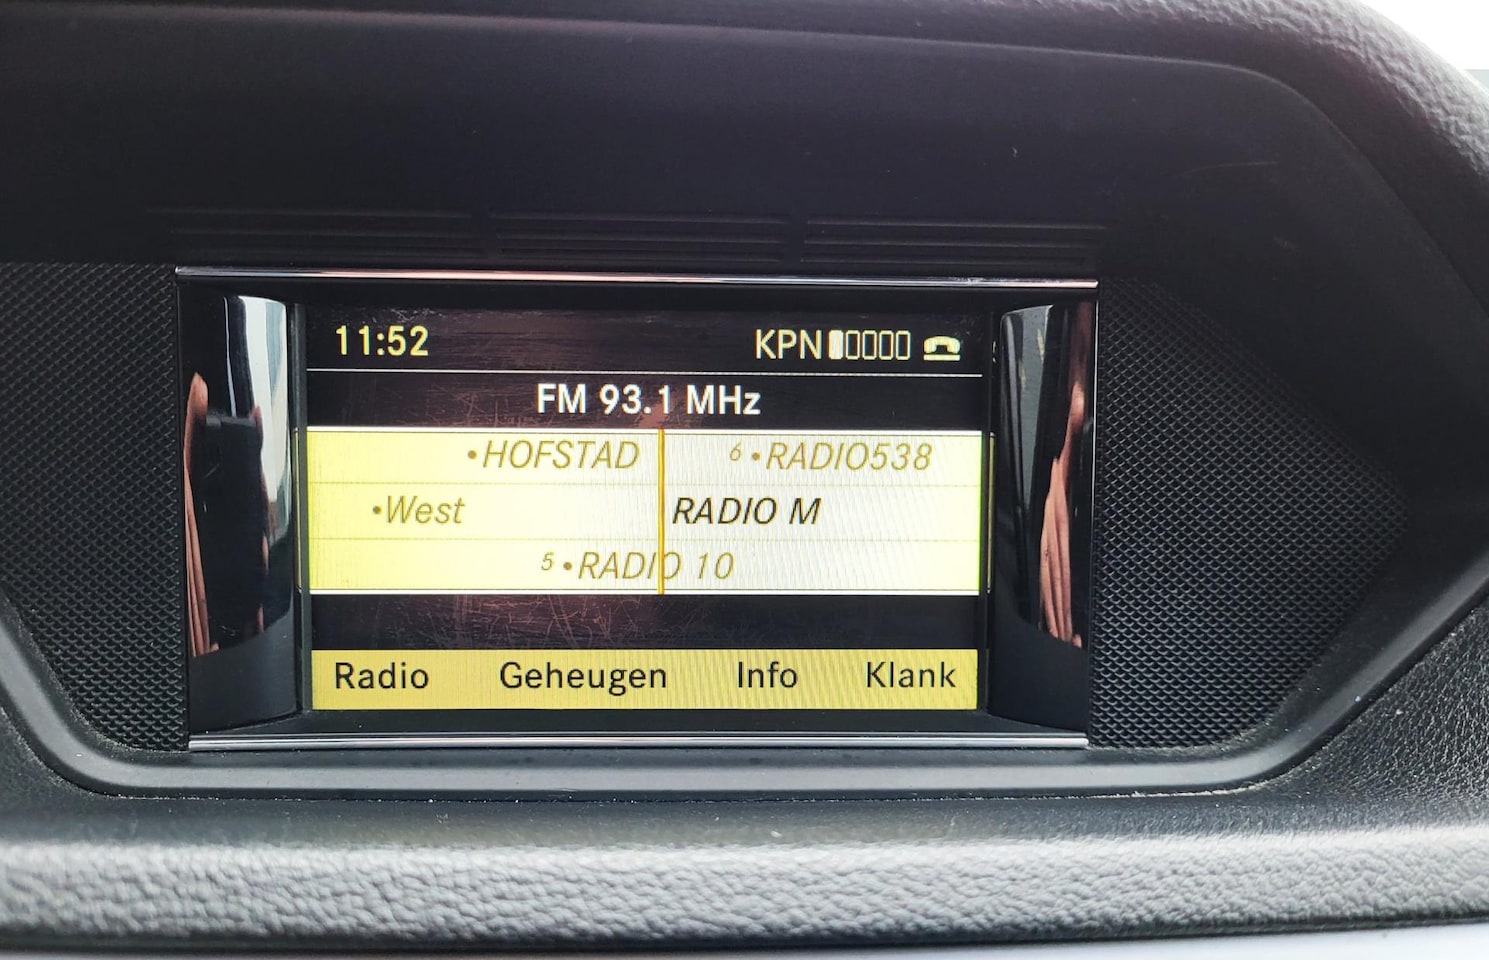 11:52 KPN
FM 93.1 MHz
•HOFSTAD 6 •RADIO538
•West RADIO M
5 •RADIO 10
Radio Geheugen Info Klank